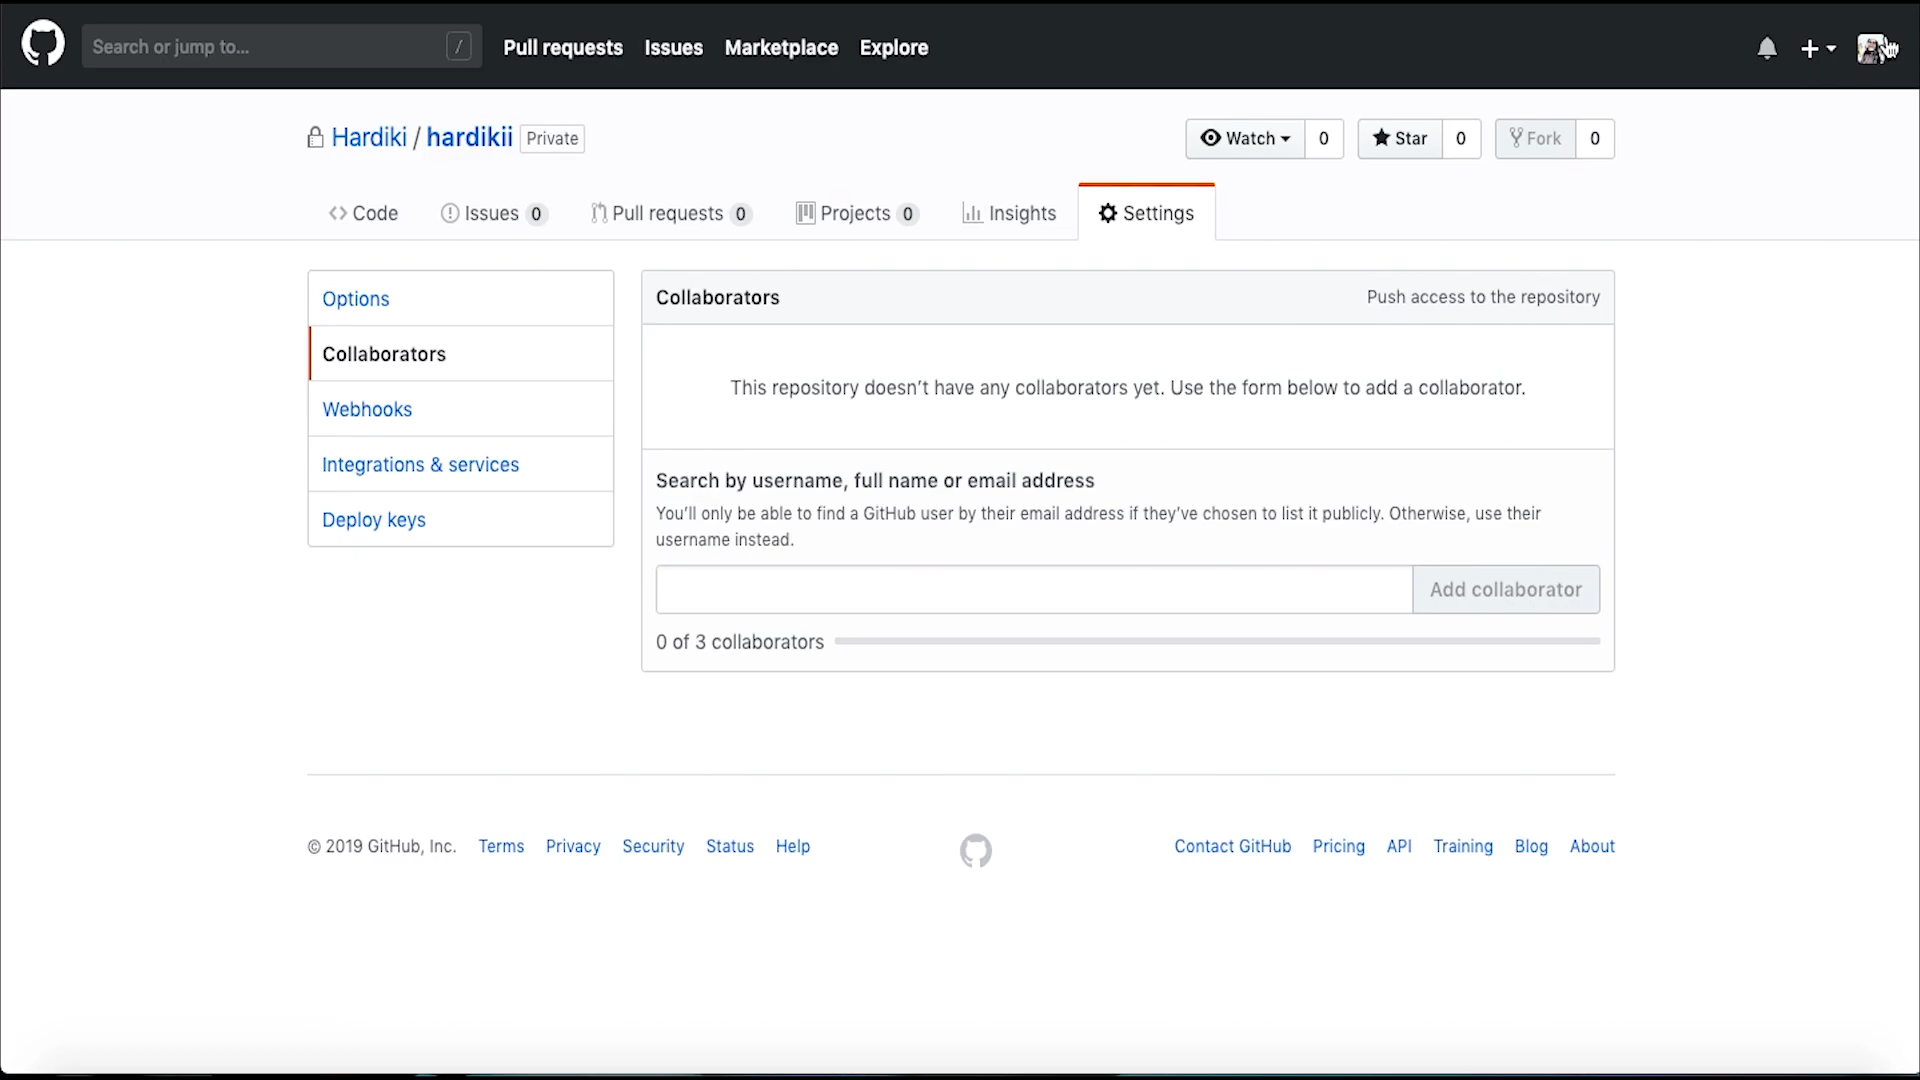 Search or jump to... /
Pull requests Issues Marketplace Explore
Hardiki / hardikii Private
Watch 0 Star 0 Fork 0
Code Issues 0 Pull requests 0 Projects 0 Insights Settings
Options
Collaborators
Webhooks
Integrations & services
Deploy keys
Collaborators Push access to the repository
This repository doesn’t have any collaborators yet. Use the form below to add a collaborator.
Search by username, full name or email address
You’ll only be able to find a GitHub user by their email address if they’ve chosen to list it publicly. Otherwise, use their
username instead.
Add collaborator
0 of 3 collaborators
© 2019 GitHub, Inc. Terms Privacy Security Status Help Contact GitHub Pricing API Training Blog About